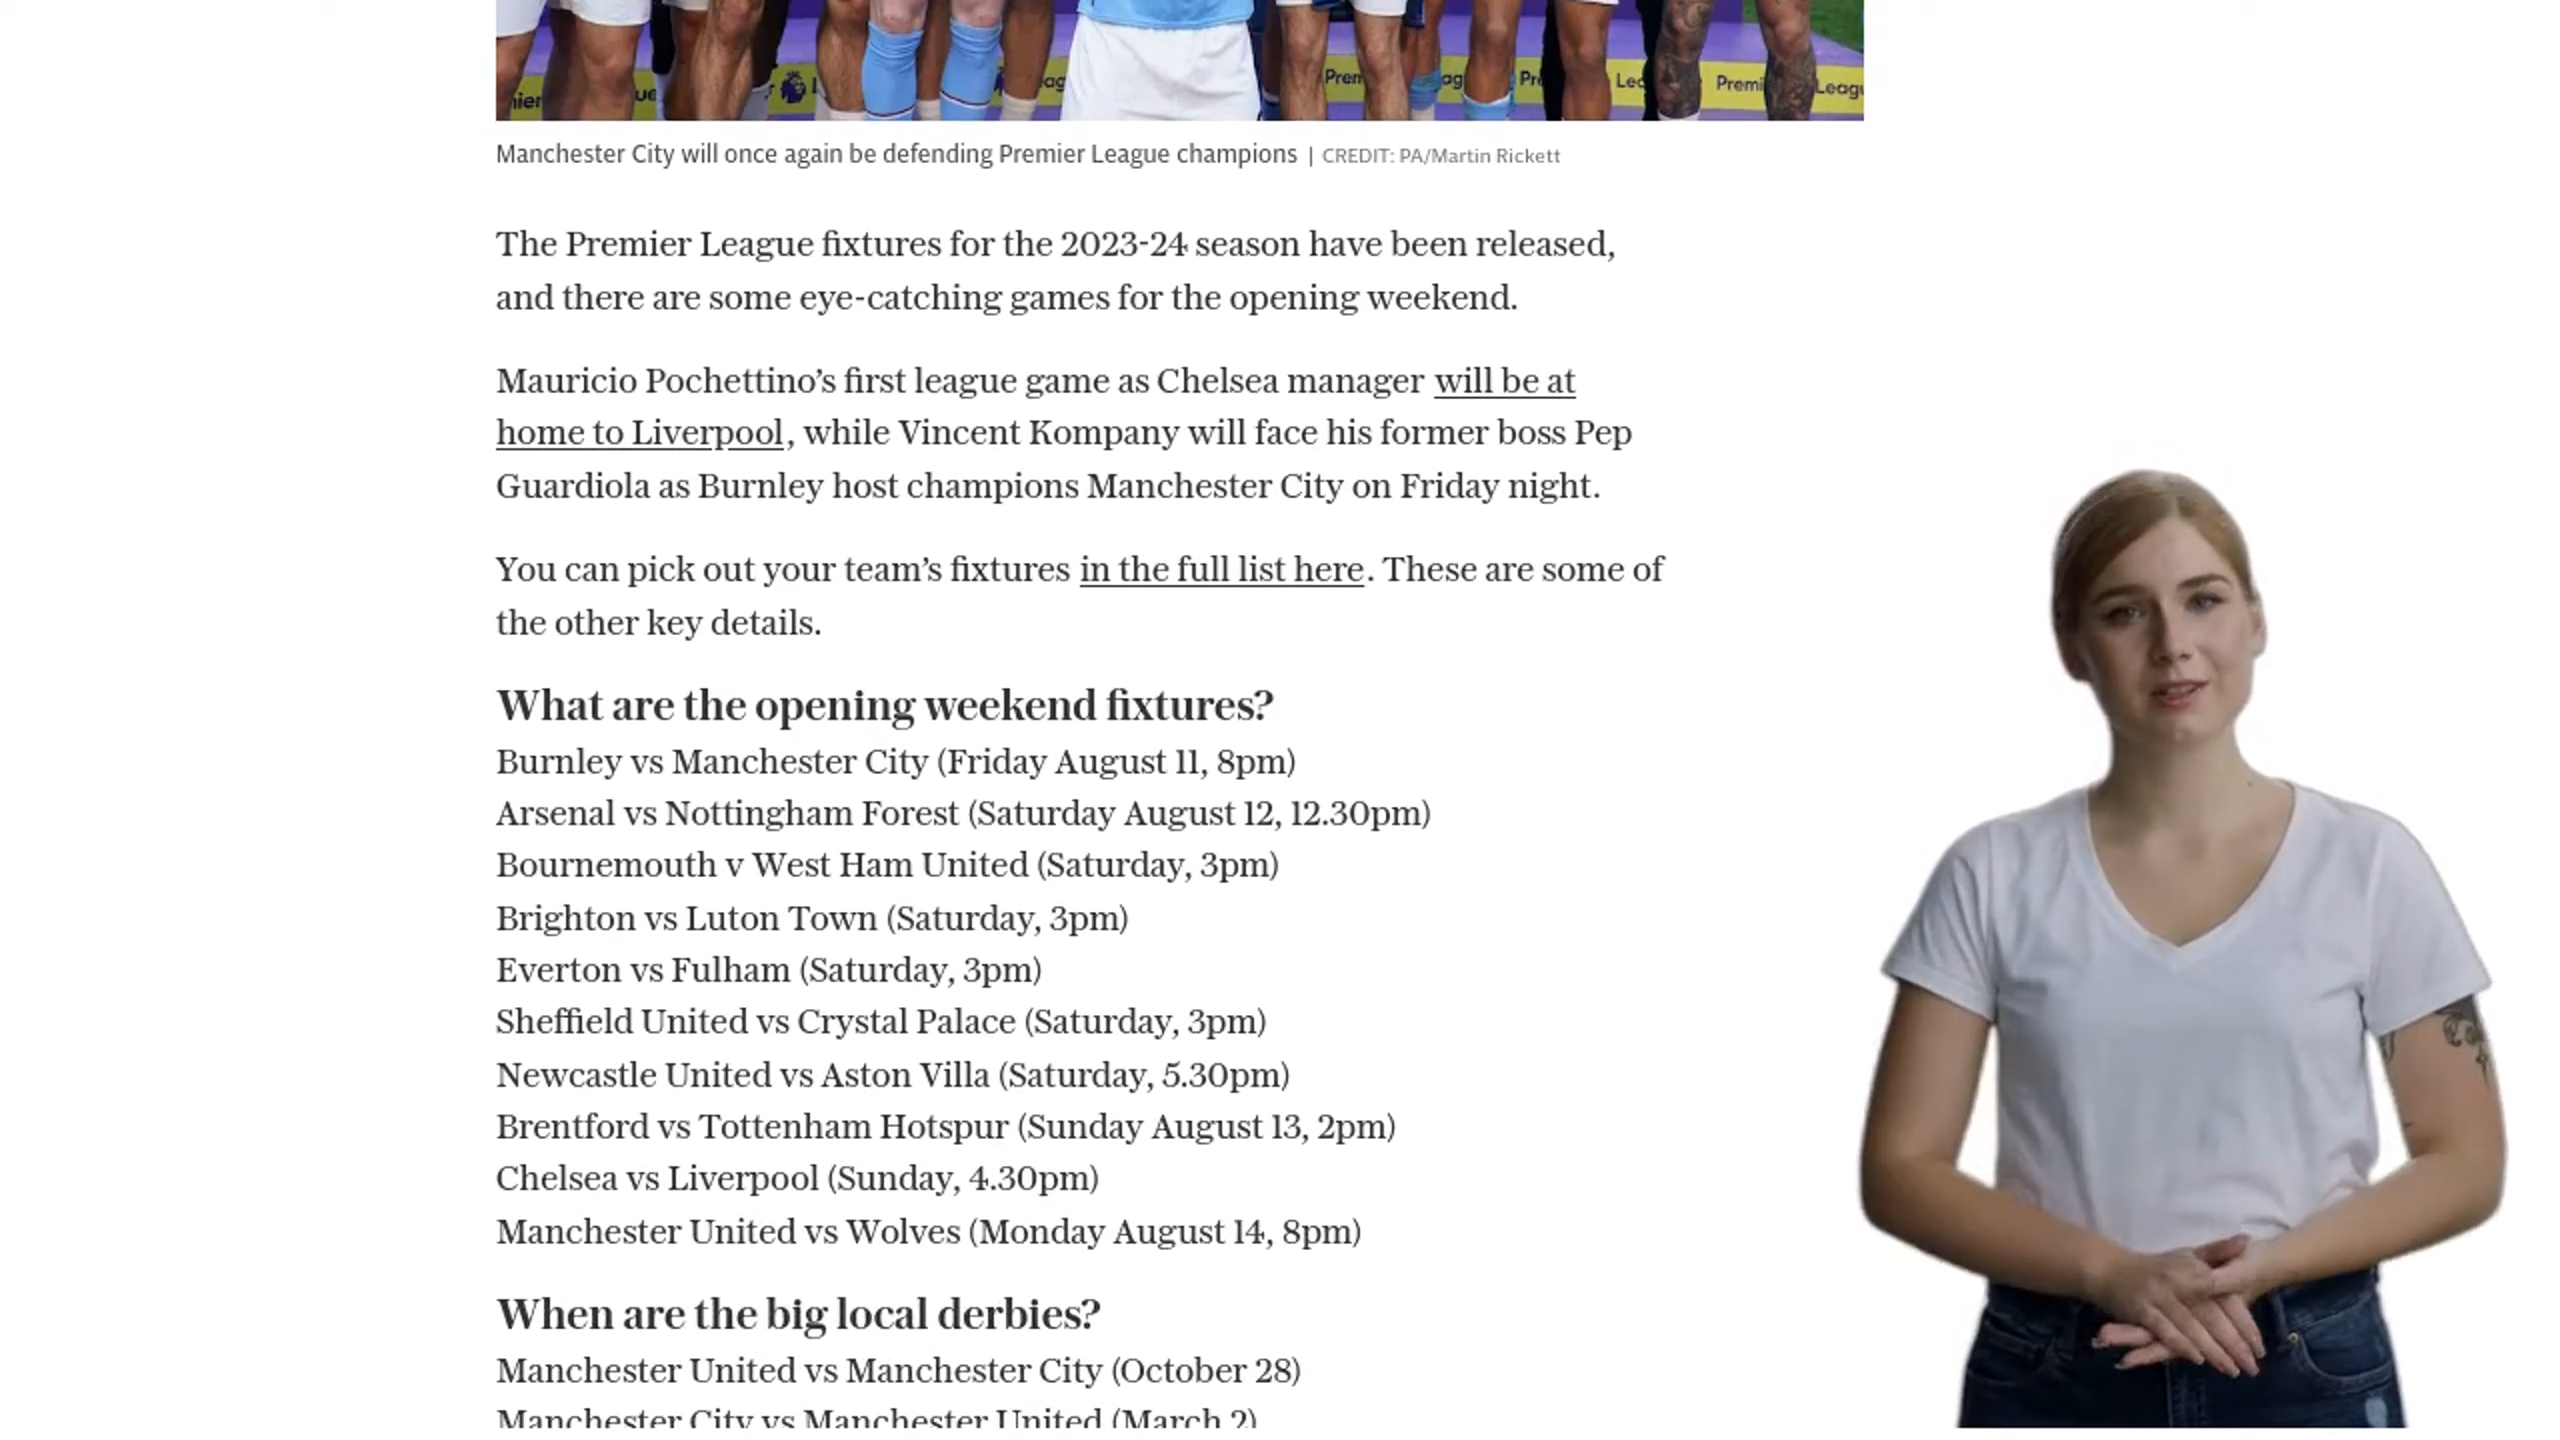 Manchester City will once again be defending Premier League champions | CREDIT: PA/Martin Rickett
The Premier League fixtures for the 2023-24 season have been released,
and there are some eye-catching games for the opening weekend.
Mauricio Pochettino’s first league game as Chelsea manager will be at
home to Liverpool, while Vincent Kompany will face his former boss Pep
Guardiola as Burnley host champions Manchester City on Friday night.
You can pick out your team’s fixtures in the full list here. These are some of
the other key details.
What are the opening weekend fixtures?
Burnley vs Manchester City (Friday August 11, 8pm)
Arsenal vs Nottingham Forest (Saturday August 12, 12.30pm)
Bournemouth v West Ham United (Saturday, 3pm)
Brighton vs Luton Town (Saturday, 3pm)
Everton vs Fulham (Saturday, 3pm)
Sheffield United vs Crystal Palace (Saturday, 3pm)
Newcastle United vs Aston Villa (Saturday, 5.30pm)
Brentford vs Tottenham Hotspur (Sunday August 13, 2pm)
Chelsea vs Liverpool (Sunday, 4.30pm)
Manchester United vs Wolves (Monday August 14, 8pm)
When are the big local derbies?
Manchester United vs Manchester City (October 28)
Manchester City vs Manchester United (March 2)